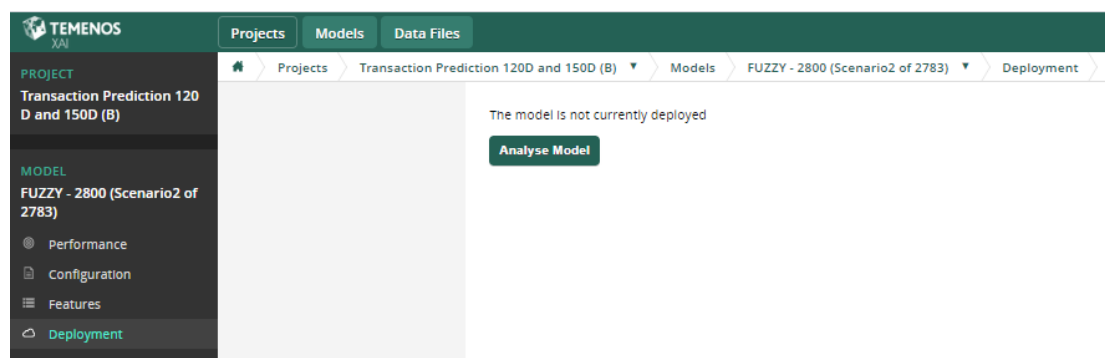 TEMENOS
XAI
Projects
Models
Data Files
PROJECT
Transaction Prediction 120
D and 150D (B)
MODEL
FUZZY - 2800 (Scenario2 of
2783)
Performance
Configuration
Features
Deployment
Projects
Transaction Prediction 120D and 150D (B)
Models
FUZZY - 2800 (Scenario2 of 2783)
Deployment
The model is not currently deployed
Analyse Model